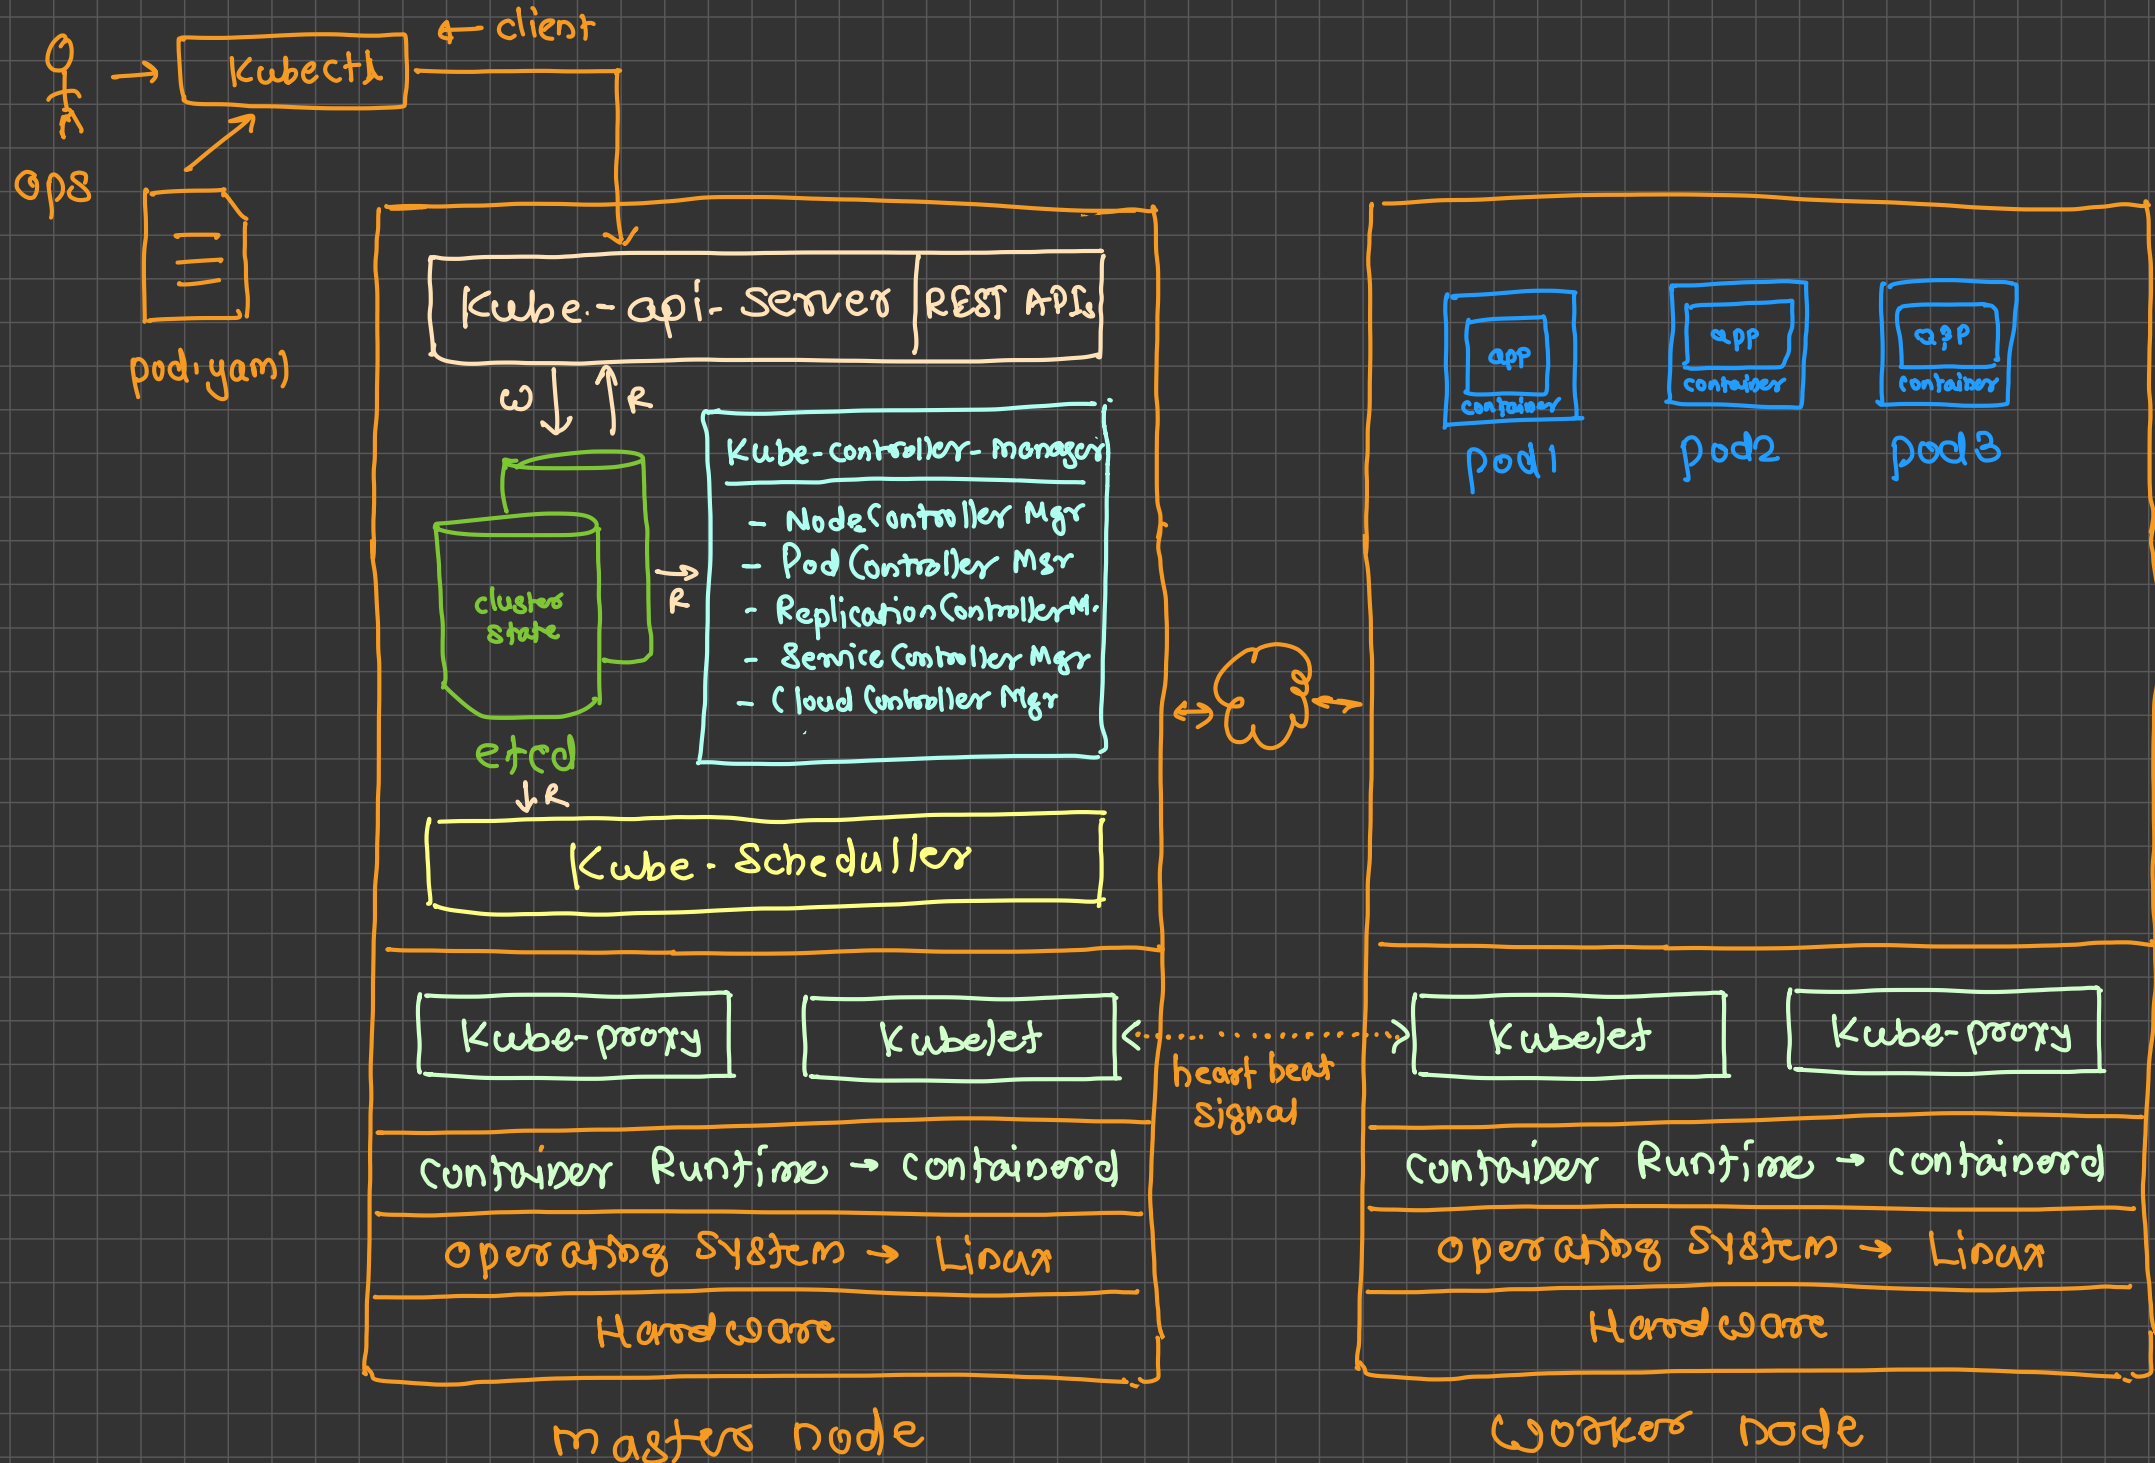 ← client
Kubectl
ops
pod.yaml
Kube-api-server
REST APIs
W
R
Kube-controller-manager
- NodeController Mgr
- Pod Controller Mgr
- Replication Controller M.
- Service Controller Mgr
- Cloud Controller Mgr
R
cluster
state
etcd
R
Kube-Scheduller
Kube-proxy
Kubelet
heart beat
signal
Container Runtime → containerd
Operating System → Linux
Hardware
master node
app
container
pod1
app
container
pod2
app
container
pod3
Kubelet
Kube-proxy
Container Runtime → containerd
Operating System → Linux
Hardware
worker node